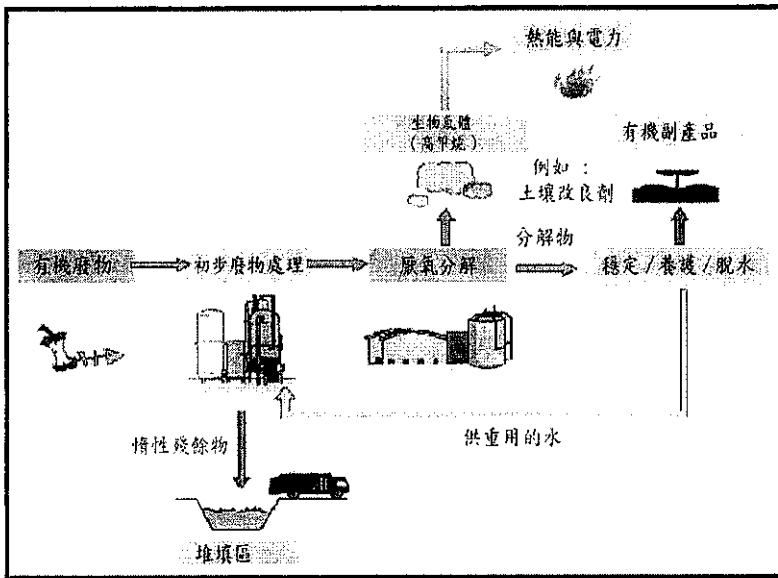 熱能與電力
生物氣體
(高甲烷)
有機副產品
例如：
土壤改良劑
分解物
有機廢物
初步廢物處理
厭氧分解
穩定/養護/脫水
惰性殘餘物
供重用的水
堆填區